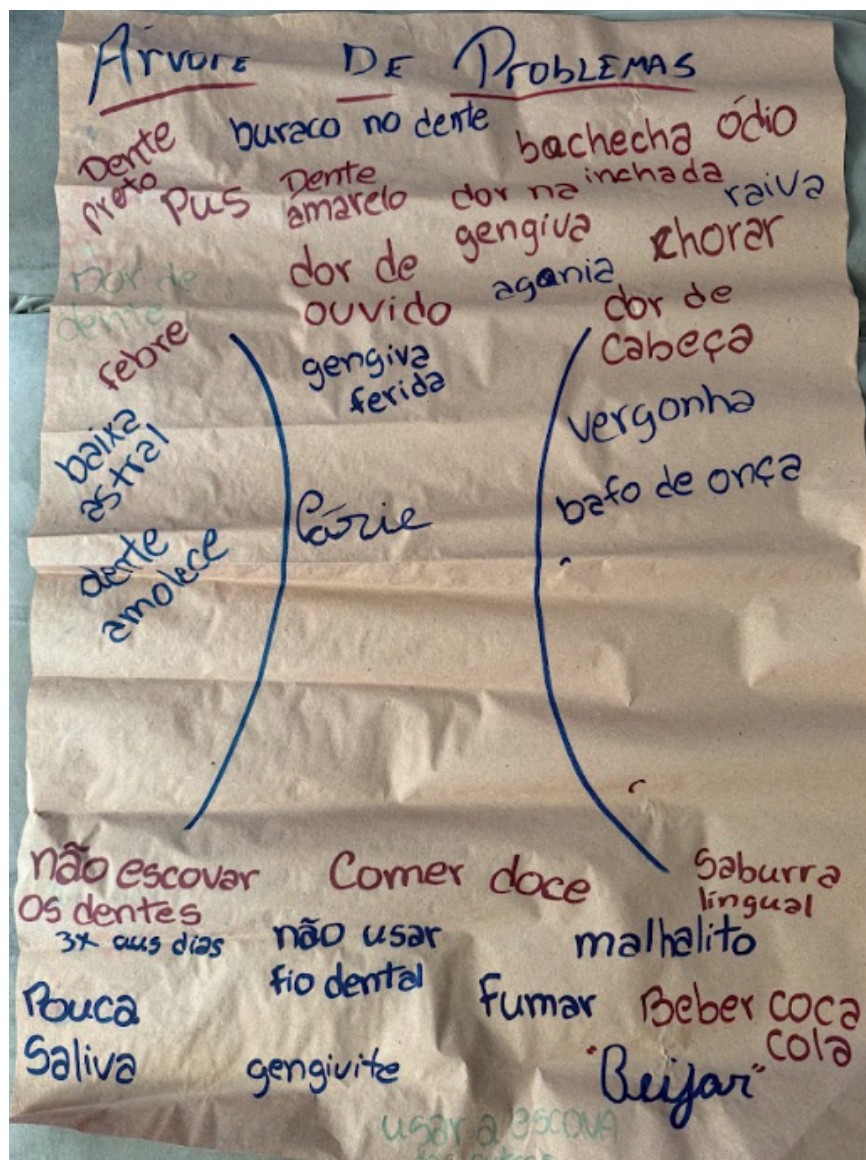 Árvore De Problemas
Dente
preto
buraco no dente
bachecha
inchada
ódio
pus
Dente
amarelo
dor na
gengiva
raiva
chorar
dor de
dente
dor de
ouvido
agonia
dor de
cabeça
febre
gengiva
ferida
vergonha
baixa
astral
bafo de onça
Cárie
dente
amolece
não escovar
os dentes
3x aus dias
Comer doce
Saburra
lingual
não usar
fio dental
malhalito
Pouca
Saliva
fumar
Beber coca
cola
gengivite
"Beijar"
usar a escova